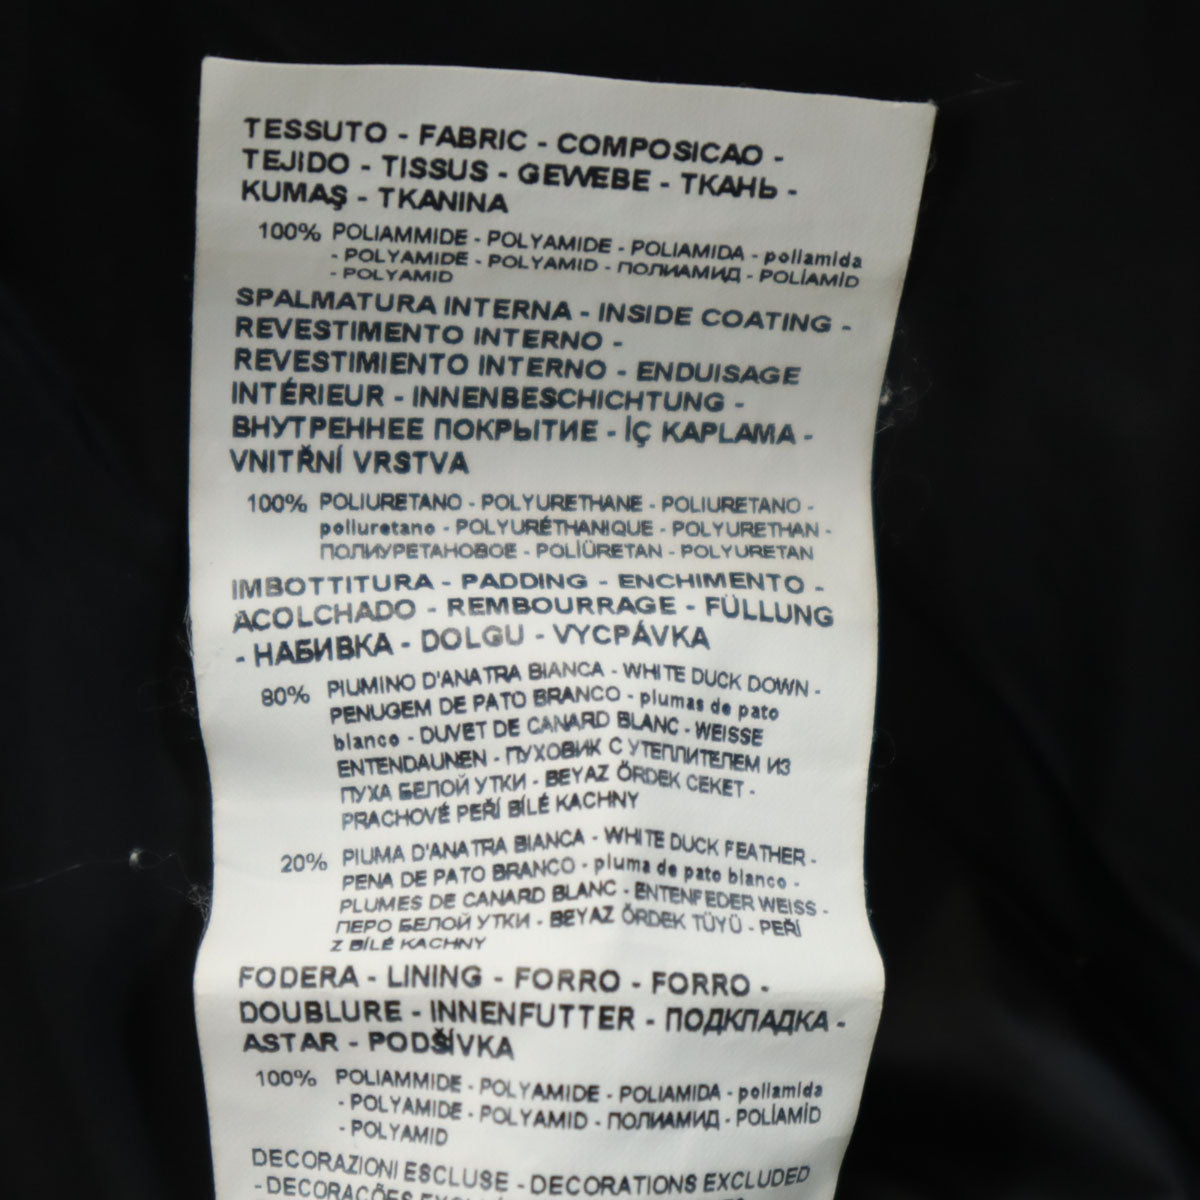 TESSUTO - FABRIC - COMPOSICAO -
TEJIDO - TISSUS - GEWEBE - ТКАНЬ -
KUMAŞ - TKANINA
100% POLIAMMIDE - POLYAMIDE - POLIAMIDA - poliamida
- POLYAMIDE - POLYAMID - ПОЛИАМИД - POLİAMİD
- POLYAMID
SPALMATURA INTERNA - INSIDE COATING -
REVESTIMENTO INTERNO -
REVESTIMIENTO INTERNO - ENDUISAGE
INTÉRIEUR - INNENBESCHICHTUNG -
ВНУТРЕННЕЕ ПОКРЫТИЕ - İÇ KAPLAMA -
VNITŘNÍ VRSTVA
100% POLIURETANO - POLYURETHANE - POLIURETANO -
poliuretano - POLYURÉTHANIQUE - POLYURETHAN -
ПОЛИУРЕТАНОВОЕ - POLİÜRETAN - POLYURETAN
IMBOTTITURA - PADDING - ENCHIMENTO -
ACOLCHADO - REMBOURRAGE - FÜLLUNG
- НАБИВКА - DOLGU - VYCPÁVKA
80% PIUMINO D'ANATRA BIANCA - WHITE DUCK DOWN -
PENUGEM DE PATO BRANCO - plumas de pato
blanco - DUVET DE CANARD BLANC - WEISSE
ENTENDAUNEN - ПУХОВИК С УТЕПЛИТЕЛЕМ ИЗ
ПУХА БЕЛОЙ УТКИ - BEYAZ ÖRDEK CEKET -
PRACHOVÉ PEŘÍ BÍLÉ KACHNY
20% PIUMA D'ANATRA BIANCA - WHITE DUCK FEATHER -
PENA DE PATO BRANCO - pluma de pato blanco -
PLUMES DE CANARD BLANC - ENTENFEDER WEISS -
ПЕРО БЕЛОЙ УТКИ - BEYAZ ÖRDEK TÜYÜ - PEŘÍ
Z BÍLÉ KACHNY
FODERA - LINING - FORRO - FORRO -
DOUBLURE - INNENFUTTER - ПОДКЛАДКА -
ASTAR - PODŠÍVKA
100% POLIAMMIDE - POLYAMIDE - POLIAMIDA - poliamida
- POLYAMIDE - POLYAMID - ПОЛИАМИД - POLİAMİD
- POLYAMID
DECORAZIONI ESCLUSE - DECORATIONS EXCLUDED
- DECORAÇÕES